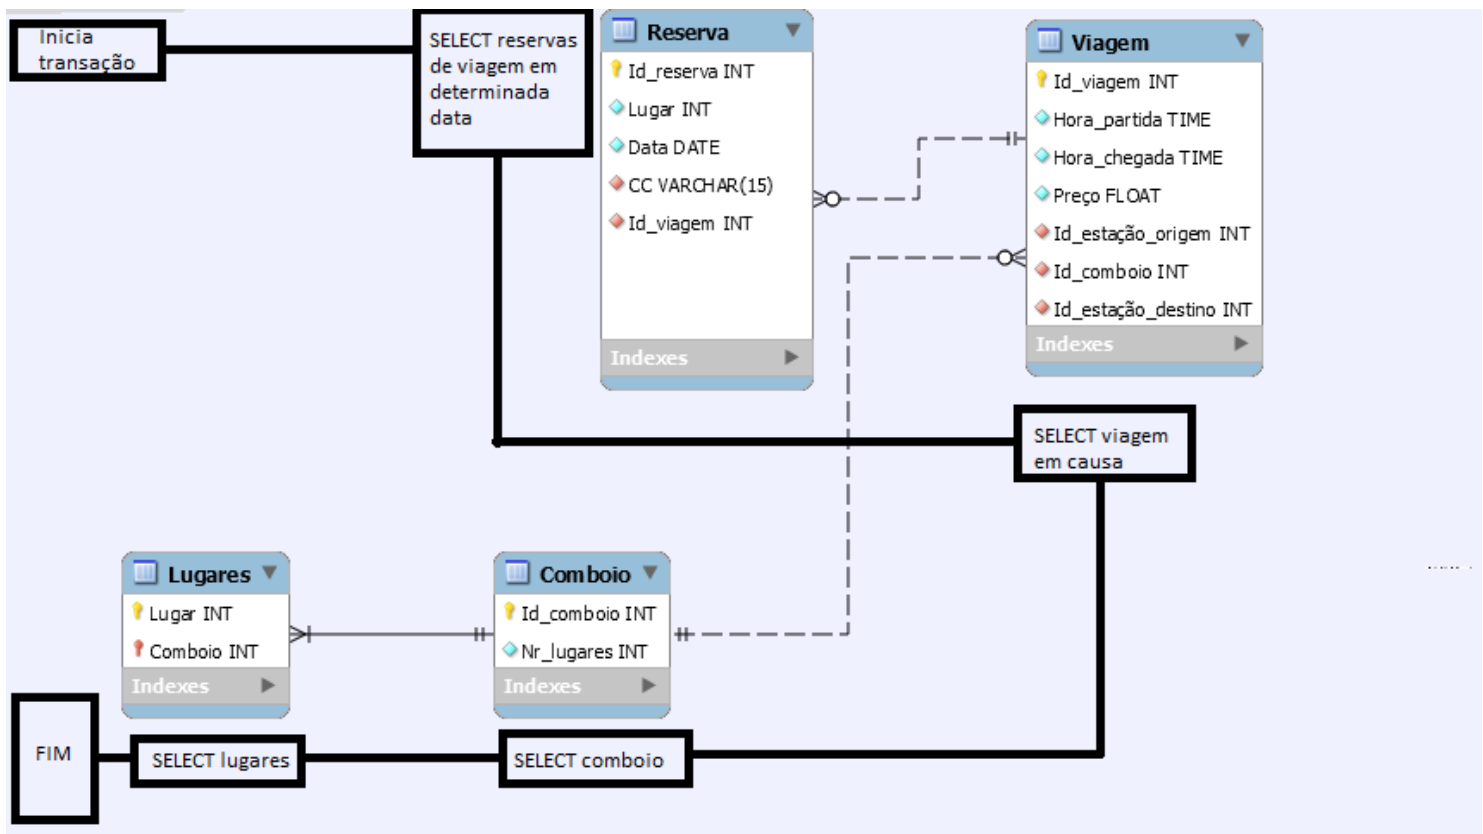 Inicia
transação
SELECT reservas
de viagem em
determinada
data
Reserva
Id_reserva INT
Lugar INT
Data DATE
CC VARCHAR(15)
Id_viagem INT
Indexes
Viagem
Id_viagem INT
Hora_partida TIME
Hora_chegada TIME
Preço FLOAT
Id_estação_origem INT
Id_comboio INT
Id_estação_destino INT
Indexes
SELECT viagem
em causa
Lugares
Lugar INT
Comboio INT
Indexes
Comboio
Id_comboio INT
Nr_lugares INT
Indexes
FIM
SELECT lugares
SELECT comboio